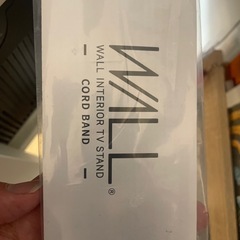 WALL®
WALL INTERIOR TV STAND
— CORD BAND —